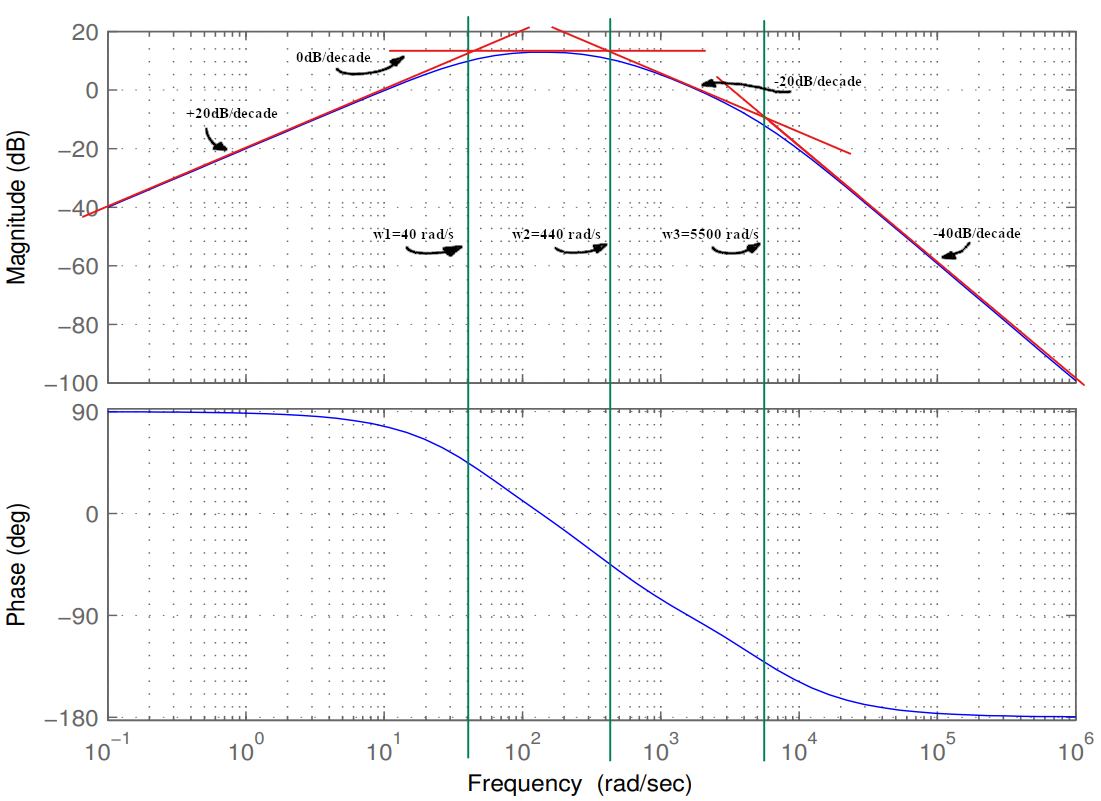 20
0dB/decade
-20dB/decade
0
+20dB/decade
−20
Magnitude (dB)
−40
w1=40 rad/s
w2=440 rad/s
w3=5500 rad/s
-40dB/decade
−60
−80
−100
90
0
Phase (deg)
-90
−180
10−1
100
101
102
103
104
105
106
Frequency (rad/sec)